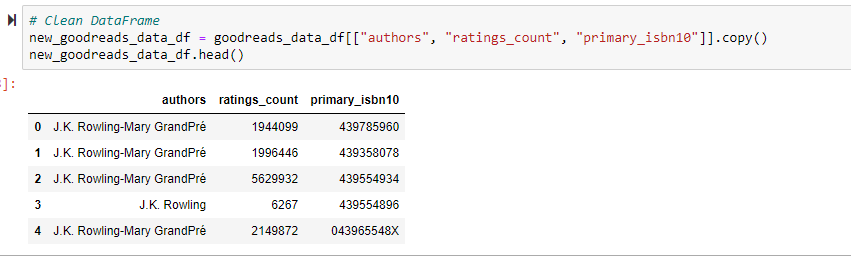 # Clean DataFrame
new_goodreads_data_df = goodreads_data_df[["authors", "ratings_count", "primary_isbn10"]].copy()
new_goodreads_data_df.head()
]:
authors ratings_count primary_isbn10
0 J.K. Rowling-Mary GrandPré 1944099 439785960
1 J.K. Rowling-Mary GrandPré 1996446 439358078
2 J.K. Rowling-Mary GrandPré 5629932 439554934
3 J.K. Rowling 6267 439554896
4 J.K. Rowling-Mary GrandPré 2149872 043965548X